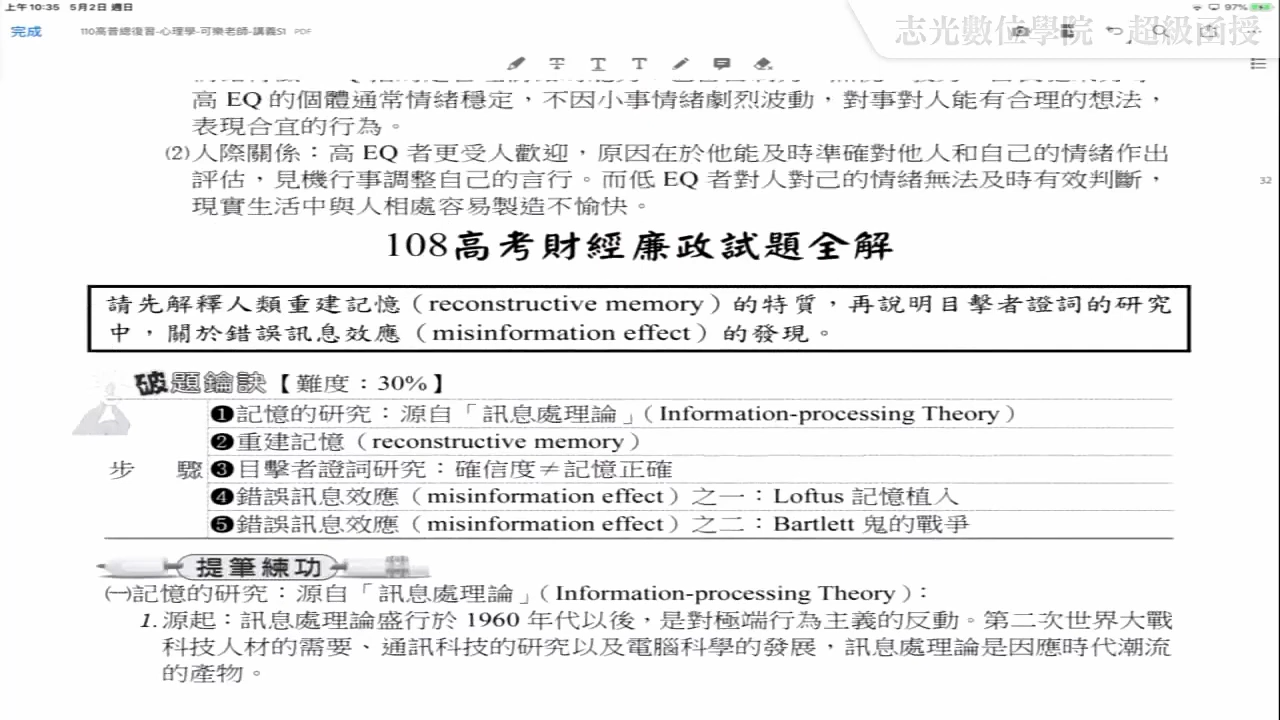 上午10:35 5月2日 週日
97%
完成
110高普總復習-心理學-可樂老師-講義S1 PDF
志光數位學院 超級函授
高 EQ 的個體通常情緒穩定，不因小事情緒劇烈波動，對事對人能有合理的想法，
表現合宜的行為。
⑵人際關係：高 EQ 者更受人歡迎，原因在於他能及時準確對他人和自己的情緒作出
評估，見機行事調整自己的言行。而低 EQ 者對人對己的情緒無法及時有效判斷，
現實生活中與人相處容易製造不愉快。
32
108高考財經廉政試題全解
請先解釋人類重建記憶（reconstructive memory）的特質，再說明目擊者證詞的研究
中，關於錯誤訊息效應（misinformation effect）的發現。
破題鑰訣【難度：30%】
❶記憶的研究：源自「訊息處理論」（Information-processing Theory）
❷重建記憶（reconstructive memory）
步 驟
❸目擊者證詞研究：確信度≠記憶正確
❹錯誤訊息效應（misinformation effect）之一：Loftus 記憶植入
❺錯誤訊息效應（misinformation effect）之二：Bartlett 鬼的戰爭
提筆練功
㈠記憶的研究：源自「訊息處理論」（Information-processing Theory）：
1.源起：訊息處理論盛行於 1960 年代以後，是對極端行為主義的反動。第二次世界大戰
科技人材的需要、通訊科技的研究以及電腦科學的發展，訊息處理論是因應時代潮流
的產物。